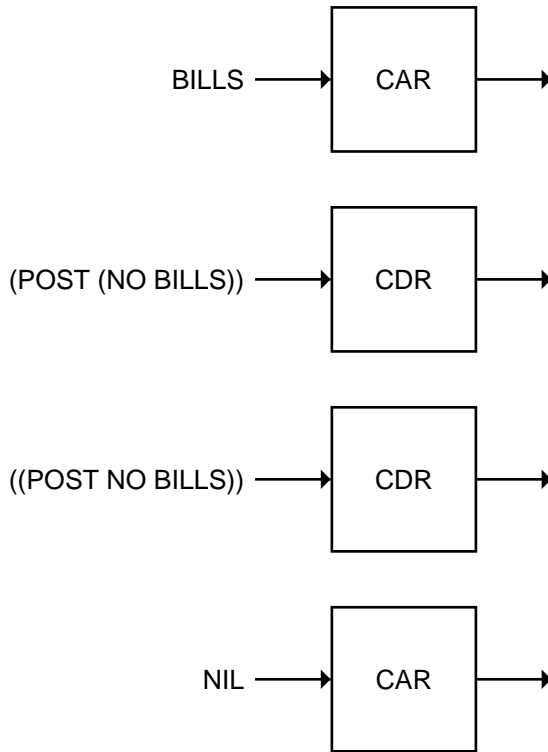 BILLS CAR
(POST (NO BILLS)) CDR
((POST NO BILLS)) CDR
NIL CAR